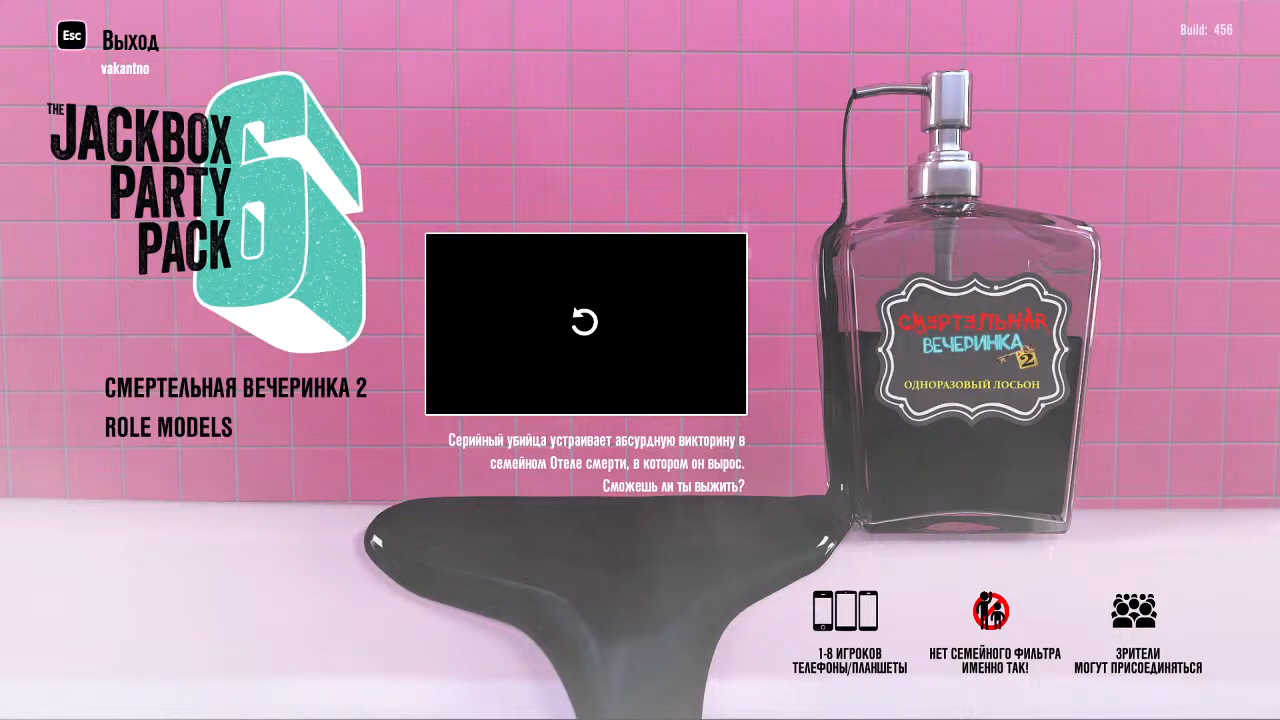 Esc
Выход
vakantno
Build: 456
THE
JACKBOX
PARTY
PACK
6
СМЕРТЕЛЬНАЯ ВЕЧЕРИНКА 2
ROLE MODELS
Серийный убийца устраивает абсурдную викторину в
семейном Отеле смерти, в котором он вырос.
Сможешь ли ты выжить?
СМЕРТЕЛЬНАЯ
ВЕЧЕРИНКА
2
ОДНОРАЗОВЫЙ ЛОСЬОН
1-8 ИГРОКОВ
ТЕЛЕФОНЫ/ПЛАНШЕТЫ
НЕТ СЕМЕЙНОГО ФИЛЬТРА
ИМЕННО ТАК!
ЗРИТЕЛИ
МОГУТ ПРИСОЕДИНЯТЬСЯ